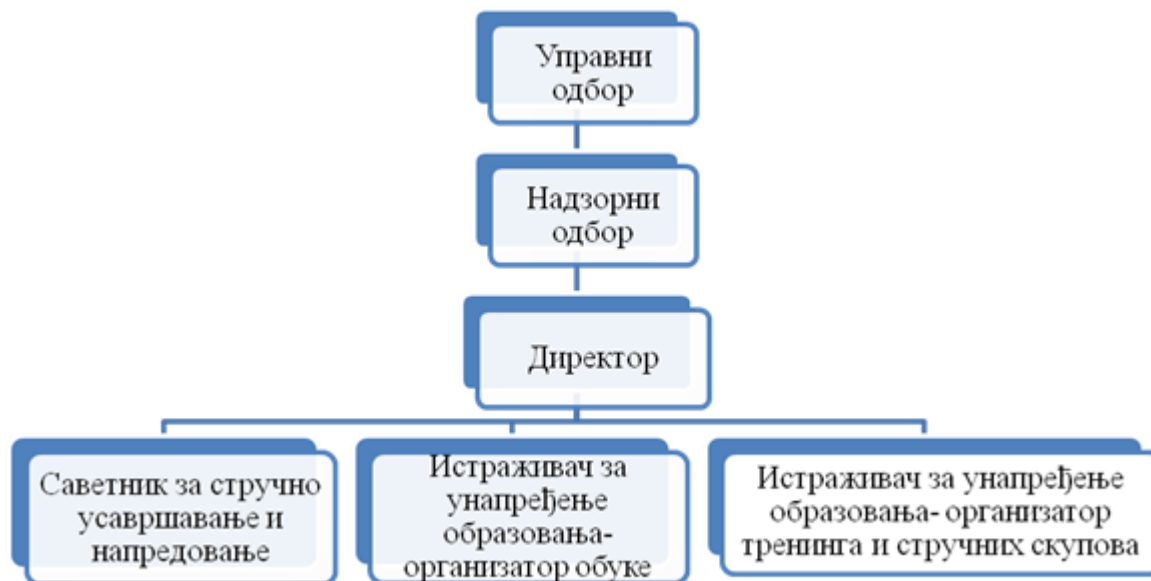 Управни
одбор
Надзорни
одбор
Директор
Саветник за стручно
усавршавање и
напредовање
Истраживач за
унапређење
образовања-
организатор обуке
Истраживач за унапређење
образовања- организатор
тренинга и стручних скупова